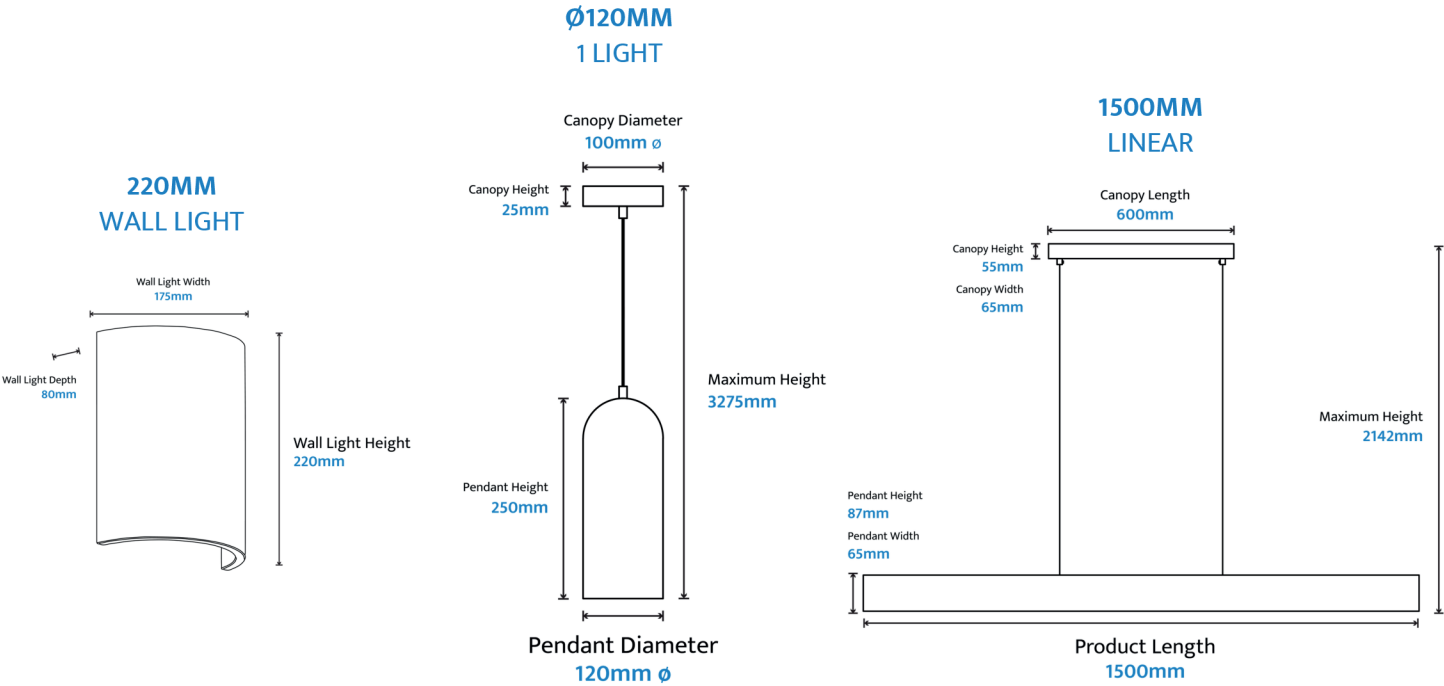 220MM
WALL LIGHT
Wall Light Width
175mm
Wall Light Depth
80mm
Wall Light Height
220mm
Ø120MM
1 LIGHT
Canopy Diameter
100mm ø
Canopy Height
25mm
Maximum Height
3275mm
Pendant Height
250mm
Pendant Diameter
120mm ø
1500MM
LINEAR
Canopy Length
600mm
Canopy Height
55mm
Canopy Width
65mm
Maximum Height
2142mm
Pendant Height
87mm
Pendant Width
65mm
Product Length
1500mm